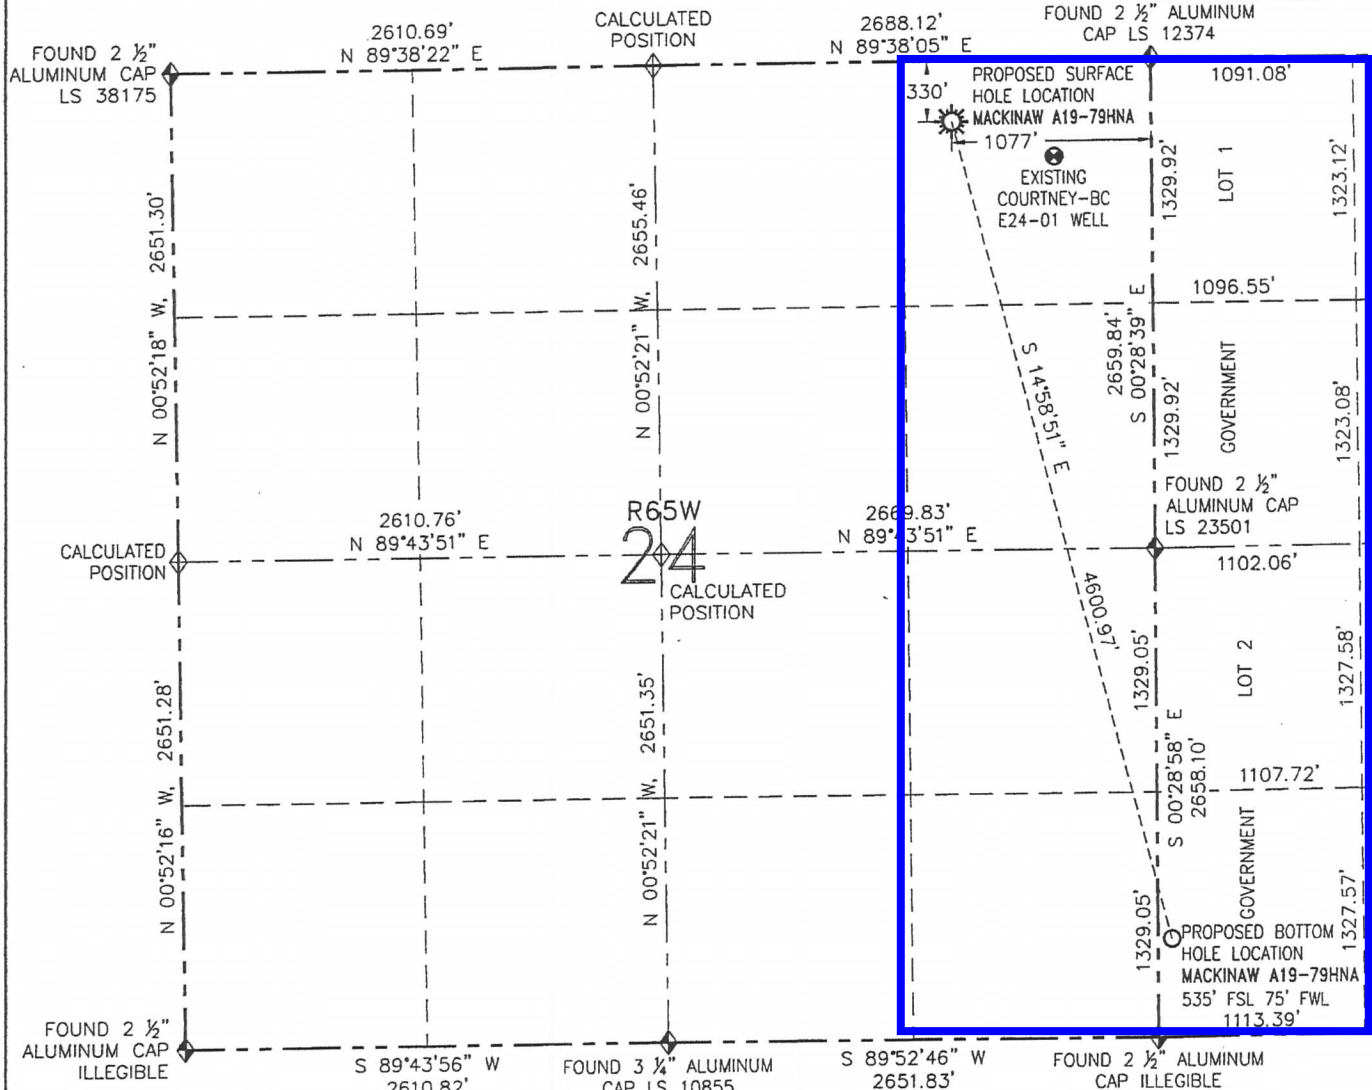 2610.69'
N 89°38'22" E
CALCULATED
POSITION
2688.12'
N 89°38'05" E
FOUND 2 ½" ALUMINUM
CAP LS 12374
FOUND 2 ½"
ALUMINUM CAP
LS 38175
330'
PROPOSED SURFACE
HOLE LOCATION
MACKINAW A19-79HNA
1091.08'
1077'
EXISTING
COURTNEY-BC
E24-01 WELL
1329.92'
LOT 1
1323.12'
N 00°52'18" W, 2651.30'
N 00°52'21" W, 2655.46'
1096.55'
S 14°58'51" E
4600.97'
2659.84'
S 00°28'39" E
1329.92'
GOVERNMENT
1323.08'
FOUND 2 ½"
ALUMINUM CAP
LS 23501
CALCULATED
POSITION
2610.76'
N 89°43'51" E
R65W
24
CALCULATED
POSITION
2669.83'
N 89°43'51" E
1102.06'
1329.05'
LOT 2
1327.58'
N 00°52'16" W, 2651.28'
N 00°52'21" W, 2651.35'
S 00°28'58" E
2658.10'
1107.72'
GOVERNMENT
1329.05'
1327.57'
PROPOSED BOTTOM
HOLE LOCATION
MACKINAW A19-79HNA
535' FSL 75' FWL
1113.39'
FOUND 2 ½"
ALUMINUM CAP
ILLEGIBLE
S 89°43'56" W
2610.82'
FOUND 3 ¼" ALUMINUM
CAP LS 10855
S 89°52'46" W
2651.83'
FOUND 2 ½" ALUMINUM
CAP ILLEGIBLE